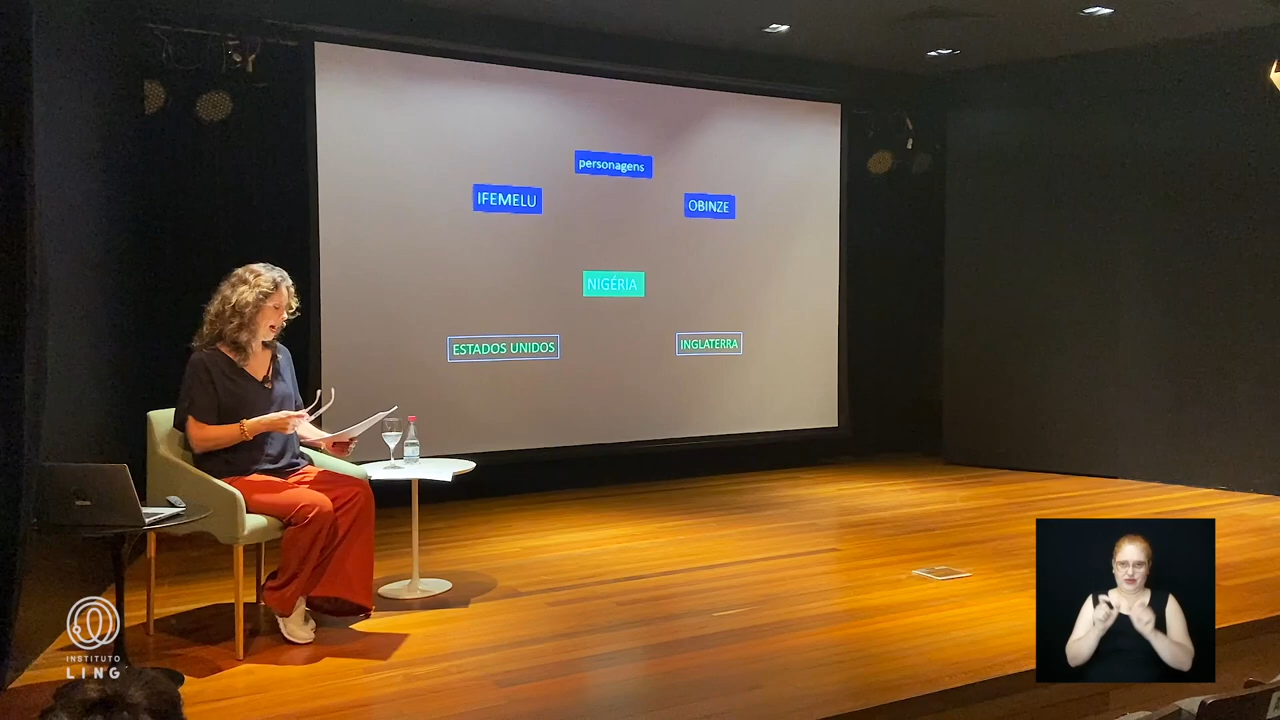 personagens
IFEMELU
OBINZE
NIGÉRIA
ESTADOS UNIDOS
INGLATERRA
INSTITUTO
LING